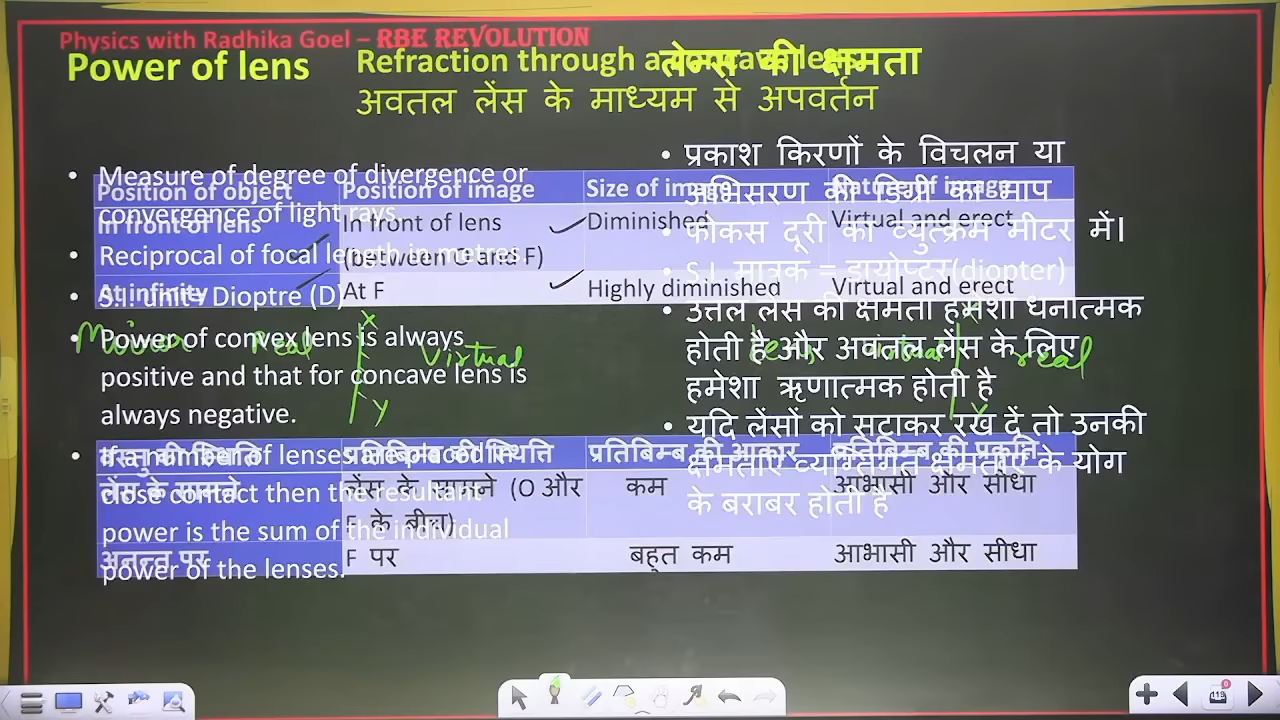 Physics with Radhika Goel – RBE REVOLUTION
Power of lens
Refraction through a concave lens
लेन्स की क्षमता
अवतल लेंस के माध्यम से अपवर्तन
• Measure of degree of divergence or
convergence of light rays.
• Reciprocal of focal length in metres.
• S.I. unit = Dioptre (D)
• Power of convex lens is always
positive and that for concave lens is
always negative.
• If a number of lenses are placed in
close contact then the resultant
power is the sum of the individual
power of the lenses.
• प्रकाश किरणों के विचलन या
अभिसरण की डिग्री का माप
• फोकस दूरी का व्युत्क्रम मीटर में।
• S.I. मात्रक = डायोप्टर(diopter)
• उत्तल लेंस की क्षमता हमेशा धनात्मक
होती है और अवतल लेंस के लिए
हमेशा ऋणात्मक होती है
• यदि लेंसों को सटाकर रख दें तो उनकी
क्षमताएं व्यक्तिगत क्षमताएं के योग
के बराबर होती है
Position of object Position of image Size of image Nature of image
In front of lens In front of lens Diminished Virtual and erect
(between O and F)
At infinity At F Highly diminished Virtual and erect
Mirror Real X Virtual
Y
lens virtual real
वस्तु की स्थिति प्रतिबिम्ब की स्थिति प्रतिबिम्ब की आकार प्रतिबिम्ब की प्रकृति
लेंस के सामने लेंस के सामने (O और कम आभासी और सीधा
F के बीच)
अनन्त पर F पर बहुत कम आभासी और सीधा
119